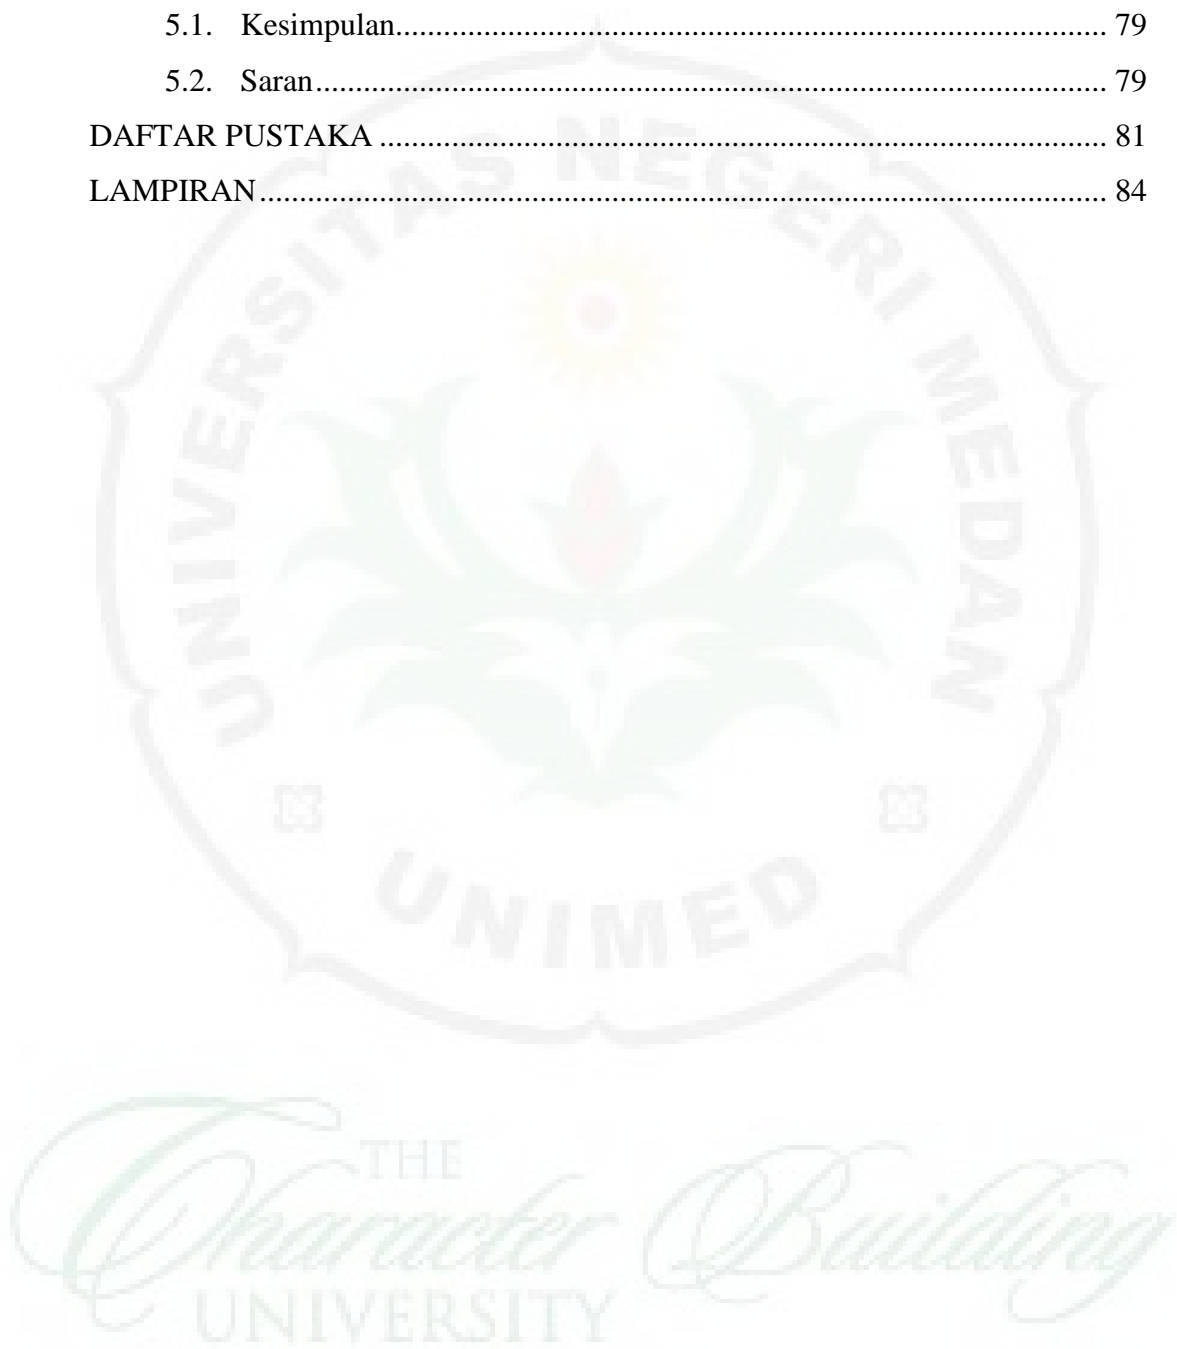 5.1. Kesimpulan........................................................................................ 79
5.2. Saran.................................................................................................. 79
DAFTAR PUSTAKA .......................................................................................... 81
LAMPIRAN......................................................................................................... 84
UNIVERSITAS NEGERI MEDAN
UNIMED
THE
Character Building
UNIVERSITY